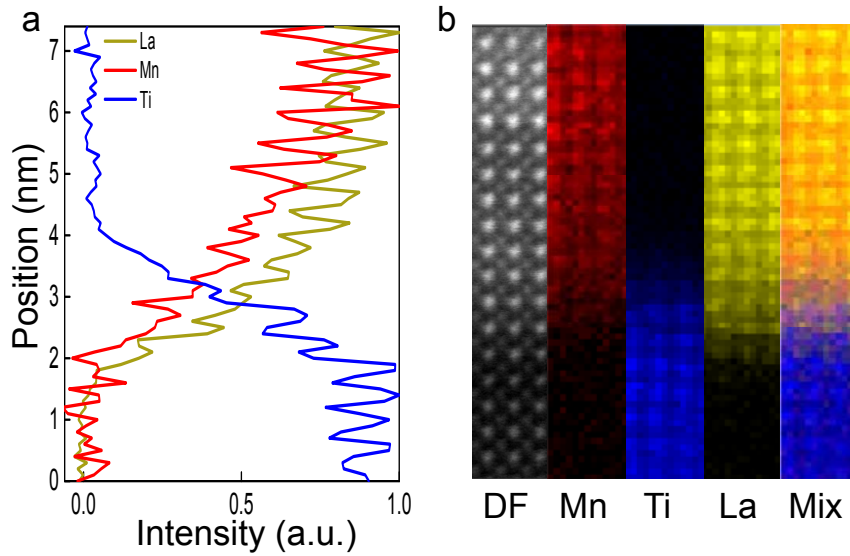 a
b
La
Mn
Ti
7
6
5
4
3
2
1
0
Position (nm)
0.0 0.5 1.0
Intensity (a.u.)
DF Mn Ti La Mix